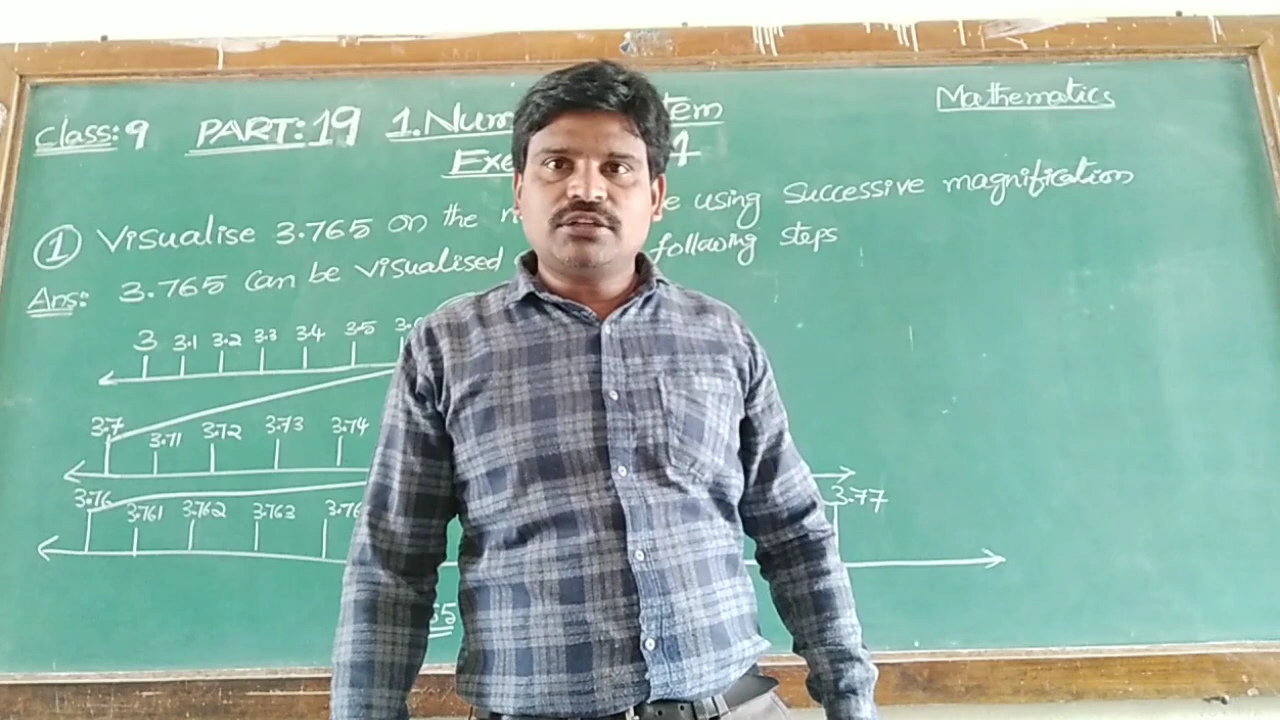 Mathematics
Class: 9 PART: 19 1. Num tem
Exe 1
① Visualise 3.765 on the using Successive magnification
Ans: 3.765 can be visualised following steps
3 3.1 3.2 3.3 3.4 3.5
3.7 3.71 3.72 3.73 3.74
3.76 3.761 3.762 3.763 3.77